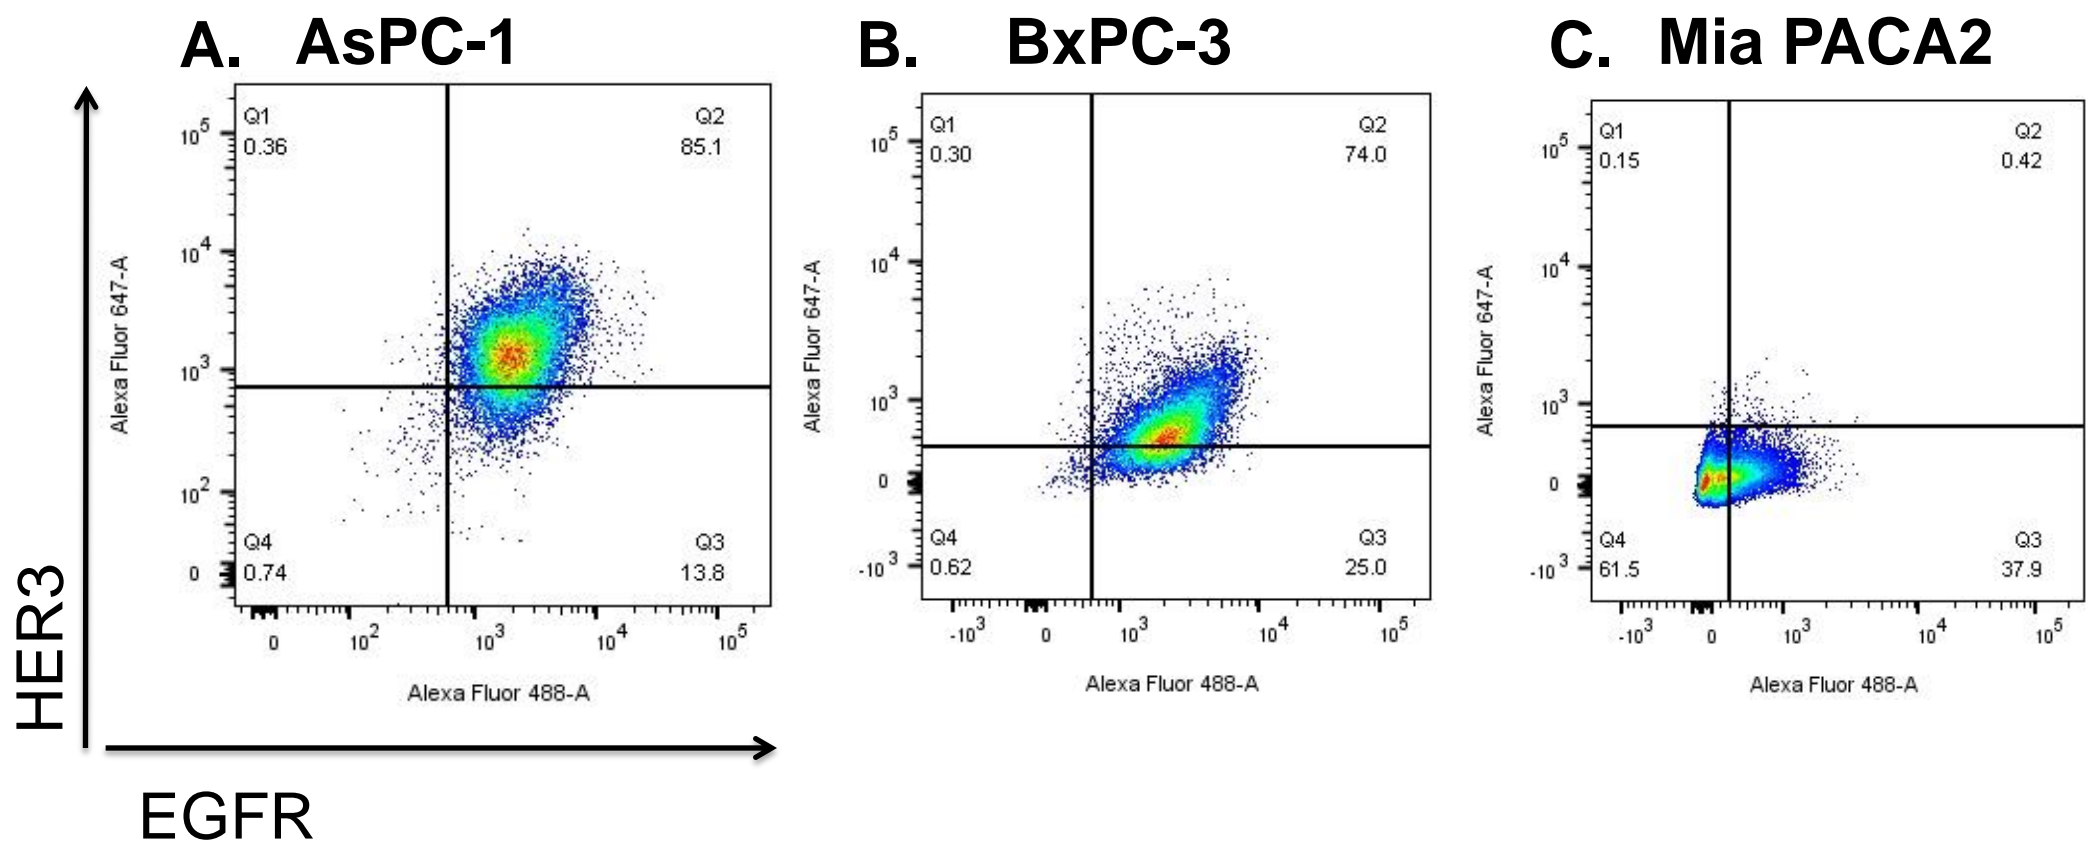 A. AsPC-1
Q1
0.36
Q2
85.1
Q4
0.74
Q3
13.8
10^5
10^4
10^3
10^2
0
Alexa Fluor 647-A
0 10^2 10^3 10^4 10^5
Alexa Fluor 488-A
B. BxPC-3
Q1
0.30
Q2
74.0
Q4
0.62
Q3
25.0
10^5
10^4
10^3
0
-10^3
Alexa Fluor 647-A
-10^3 0 10^3 10^4 10^5
Alexa Fluor 488-A
C. Mia PACA2
Q1
0.15
Q2
0.42
Q4
61.5
Q3
37.9
10^5
10^4
10^3
0
-10^3
Alexa Fluor 647-A
-10^3 0 10^3 10^4 10^5
Alexa Fluor 488-A
HER3
EGFR